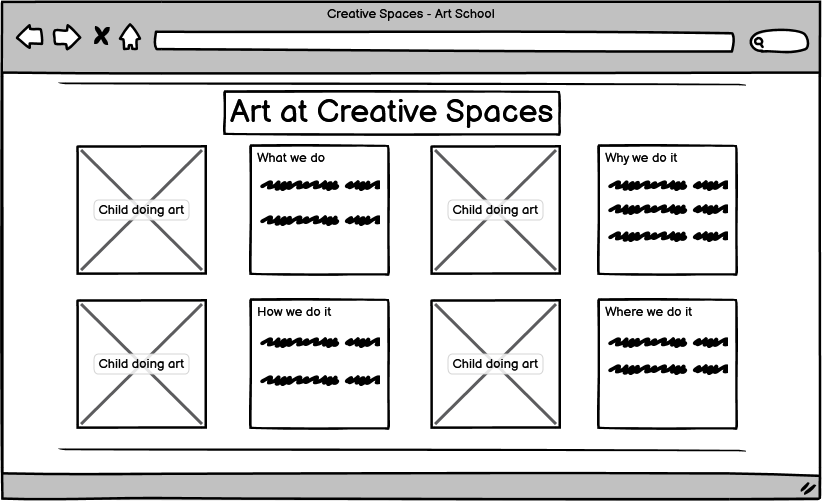 Creative Spaces - Art School
Art at Creative Spaces
Child doing art
What we do
Child doing art
Why we do it
Child doing art
How we do it
Child doing art
Where we do it